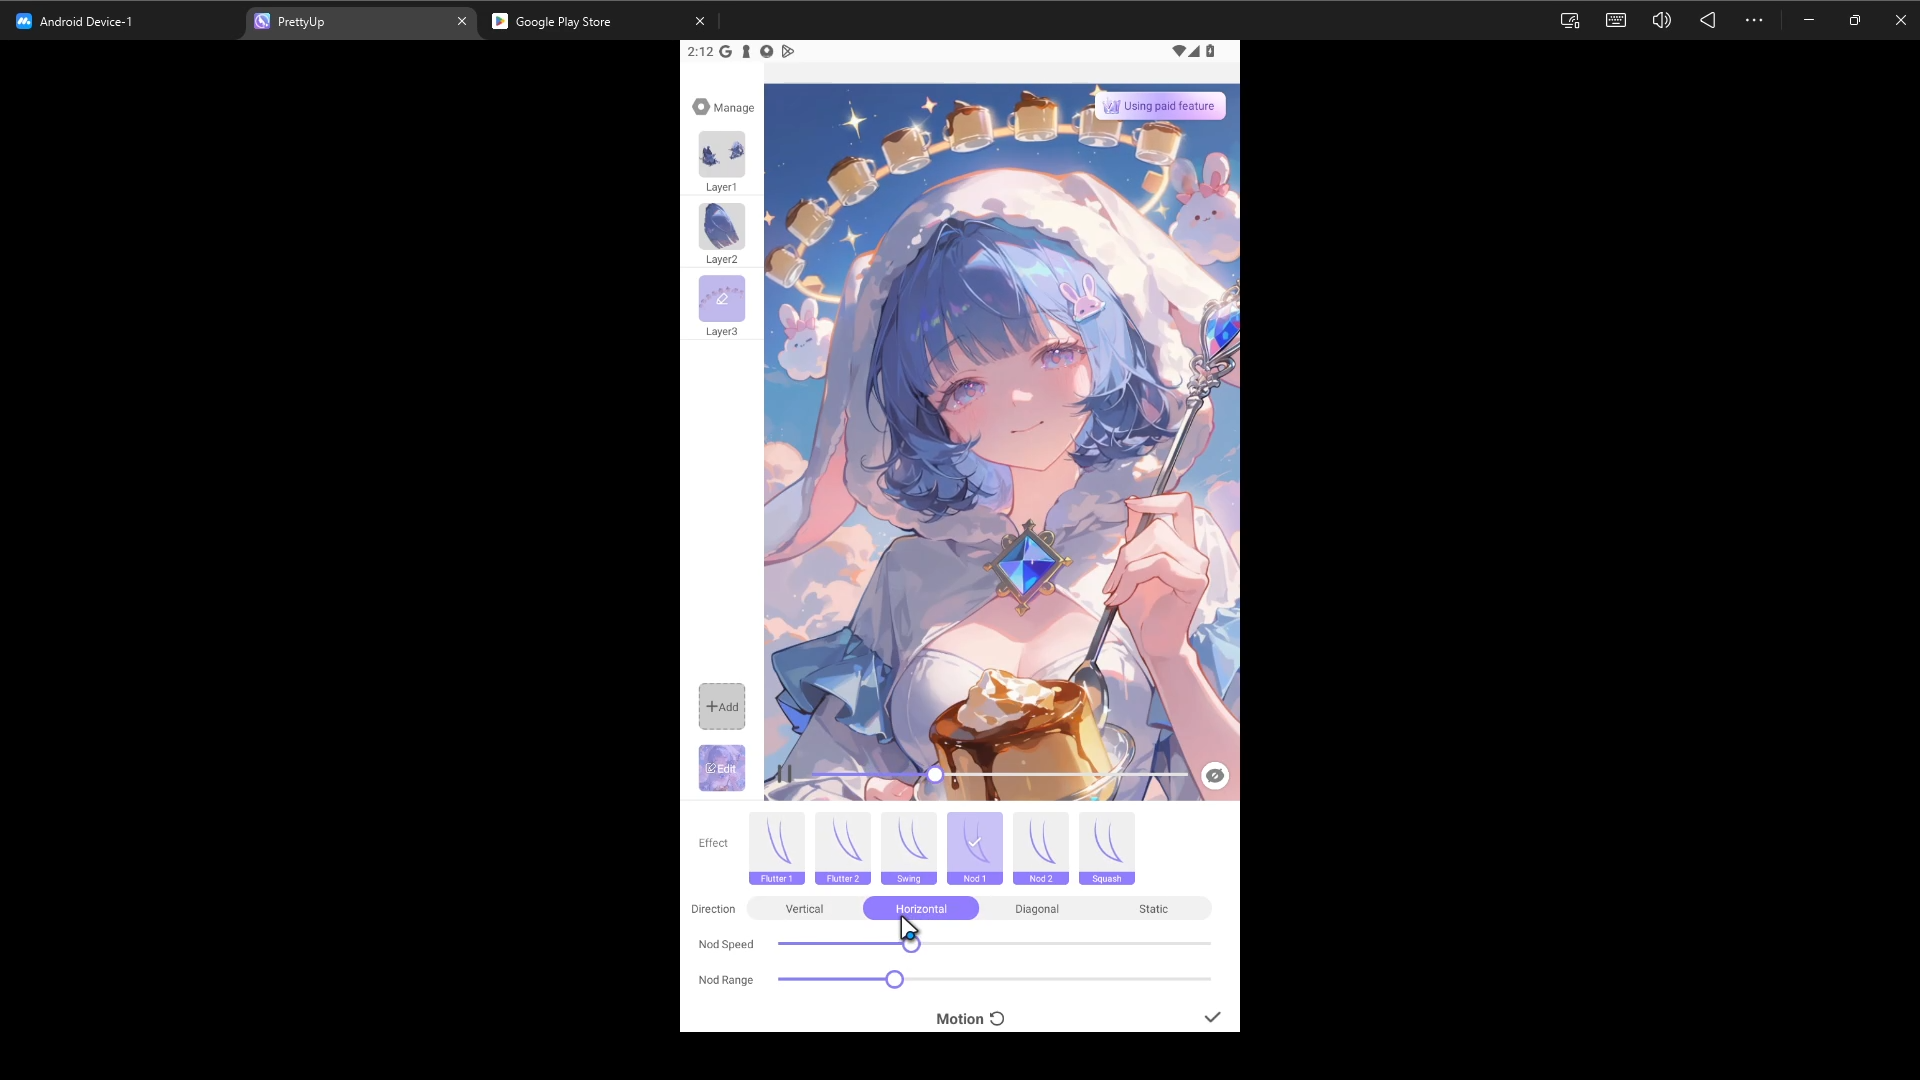 Android Device-1
PrettyUp
Google Play Store
2:12
Manage
Using paid feature
Layer1
Layer2
Layer3
+Add
Edit
Effect
Flutter 1
Flutter 2
Swing
Nod 1
Nod 2
Squash
Direction
Vertical
Horizontal
Diagonal
Static
Nod Speed
Nod Range
Motion